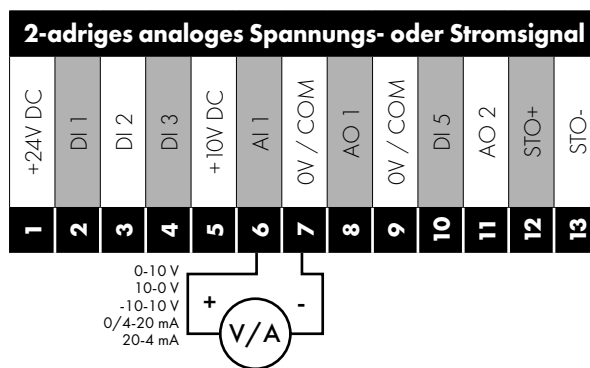 2-adriges analoges Spannungs- oder Stromsignal
+24V DC
DI 1
DI 2
DI 3
+10V DC
AI 1
0V / COM
AO 1
0V / COM
DI 5
AO 2
STO+
STO-
1 2 3 4 5 6 7 8 9 10 11 12 13
0-10 V
10-0 V
-10-10 V
0/4-20 mA
20-4 mA
+ -
V/A